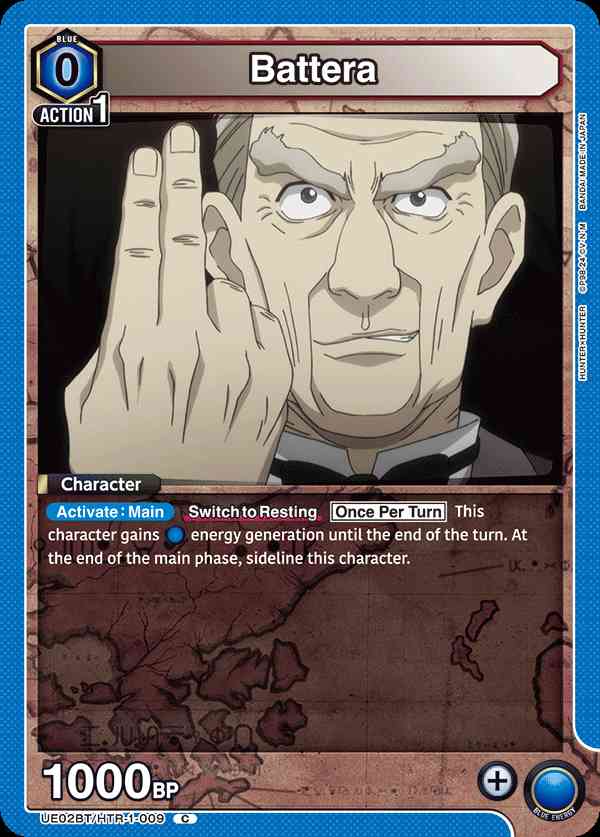 BLUE
0
ACTION 1
Battera
HUNTER×HUNTER ©P98-24 ©V·N·M BANDAI MADE IN JAPAN
Character
Activate: Main Switch to Resting Once Per Turn This
character gains energy generation until the end of the turn. At
the end of the main phase, sideline this character.
1000 BP
+
BLUE ENERGY
UE02BT/HTR-1-009 C